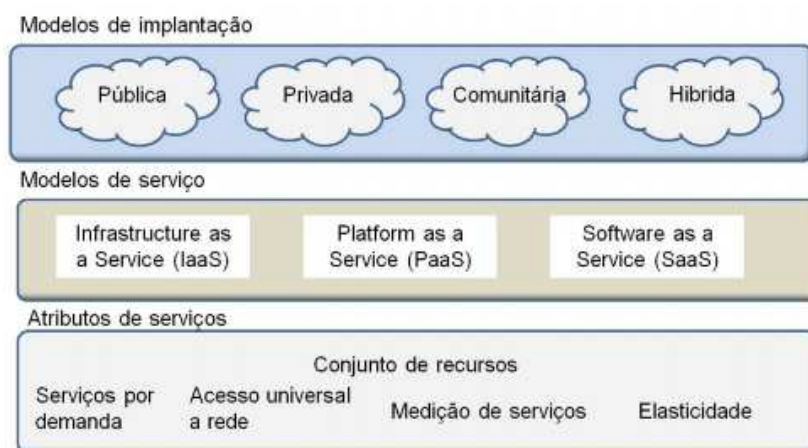 Modelos de implantação
Pública
Privada
Comunitária
Hibrida
Modelos de serviço
Infrastructure as
a Service (IaaS)
Platform as a
Service (PaaS)
Software as a
Service (SaaS)
Atributos de serviços
Conjunto de recursos
Serviços por
demanda
Acesso universal
a rede
Medição de serviços
Elasticidade